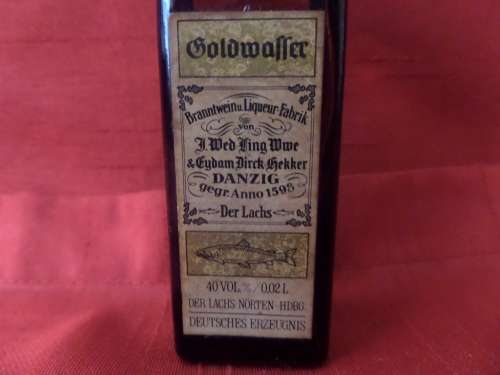 Goldwasser
Branntwein u. Liqueur-Fabrik
von
J. Wed Ling Wwe
& Eydam Dirck Hekker
DANZIG
gegr. Anno 1598
Der Lachs
40 VOL.% / 0,02 L
DER LACHS NÖRTEN-HDBG.
DEUTSCHES ERZEUGNIS